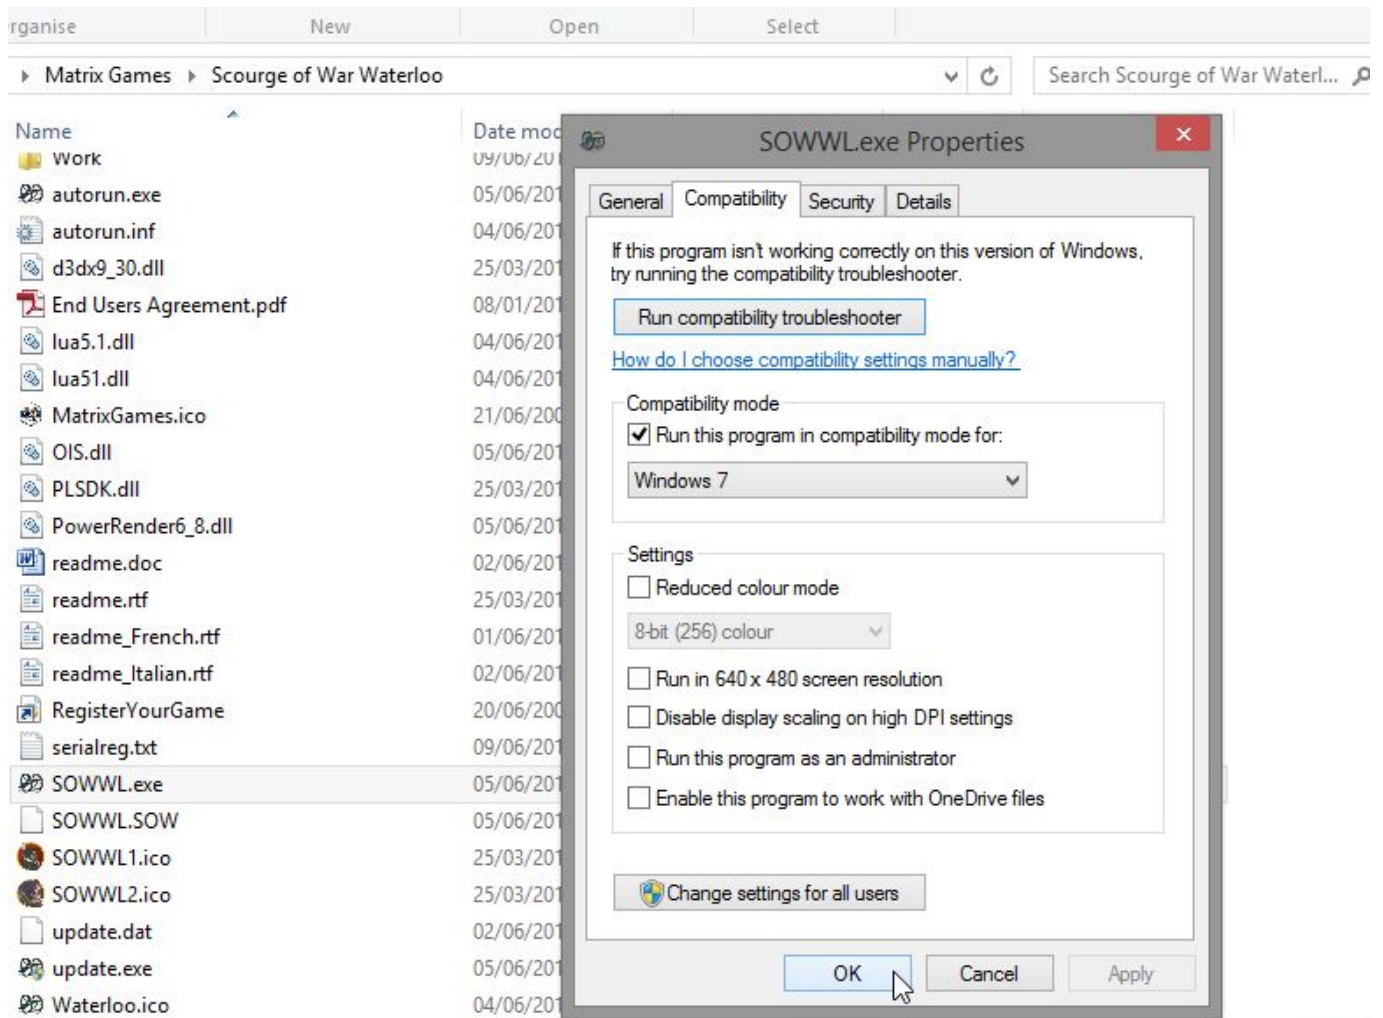 rganise New Open Select
Matrix Games Scourge of War Waterloo Search Scourge of War Waterl...
Name Date mod
Work 09/06/201
autorun.exe 05/06/201
autorun.inf 04/06/201
d3dx9_30.dll 25/03/201
End Users Agreement.pdf 08/01/201
lua5.1.dll 04/06/201
lua51.dll 04/06/201
MatrixGames.ico 21/06/200
OIS.dll 05/06/201
PLSDK.dll 25/03/201
PowerRender6_8.dll 05/06/201
readme.doc 02/06/201
readme.rtf 25/03/201
readme_French.rtf 01/06/201
readme_Italian.rtf 02/06/201
RegisterYourGame 20/06/200
serialreg.txt 09/06/201
SOWWL.exe 05/06/201
SOWWL.SOW 05/06/201
SOWWL1.ico 25/03/201
SOWWL2.ico 25/03/201
update.dat 02/06/201
update.exe 05/06/201
Waterloo.ico 04/06/201
SOWWL.exe Properties
General Compatibility Security Details
If this program isn't working correctly on this version of Windows,
try running the compatibility troubleshooter.
Run compatibility troubleshooter
How do I choose compatibility settings manually?
Compatibility mode
Run this program in compatibility mode for:
Windows 7
Settings
Reduced colour mode
8-bit (256) colour
Run in 640 x 480 screen resolution
Disable display scaling on high DPI settings
Run this program as an administrator
Enable this program to work with OneDrive files
Change settings for all users
OK Cancel Apply